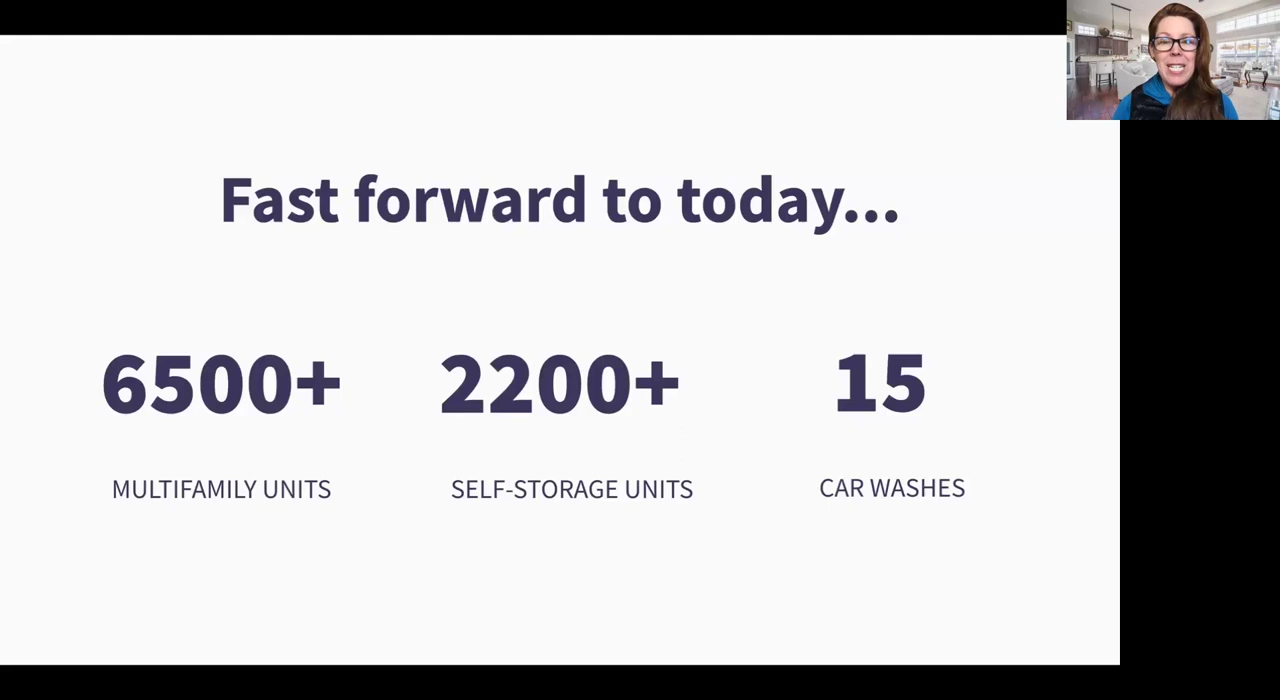 Fast forward to today...
6500+ 2200+ 15
MULTIFAMILY UNITS SELF-STORAGE UNITS CAR WASHES